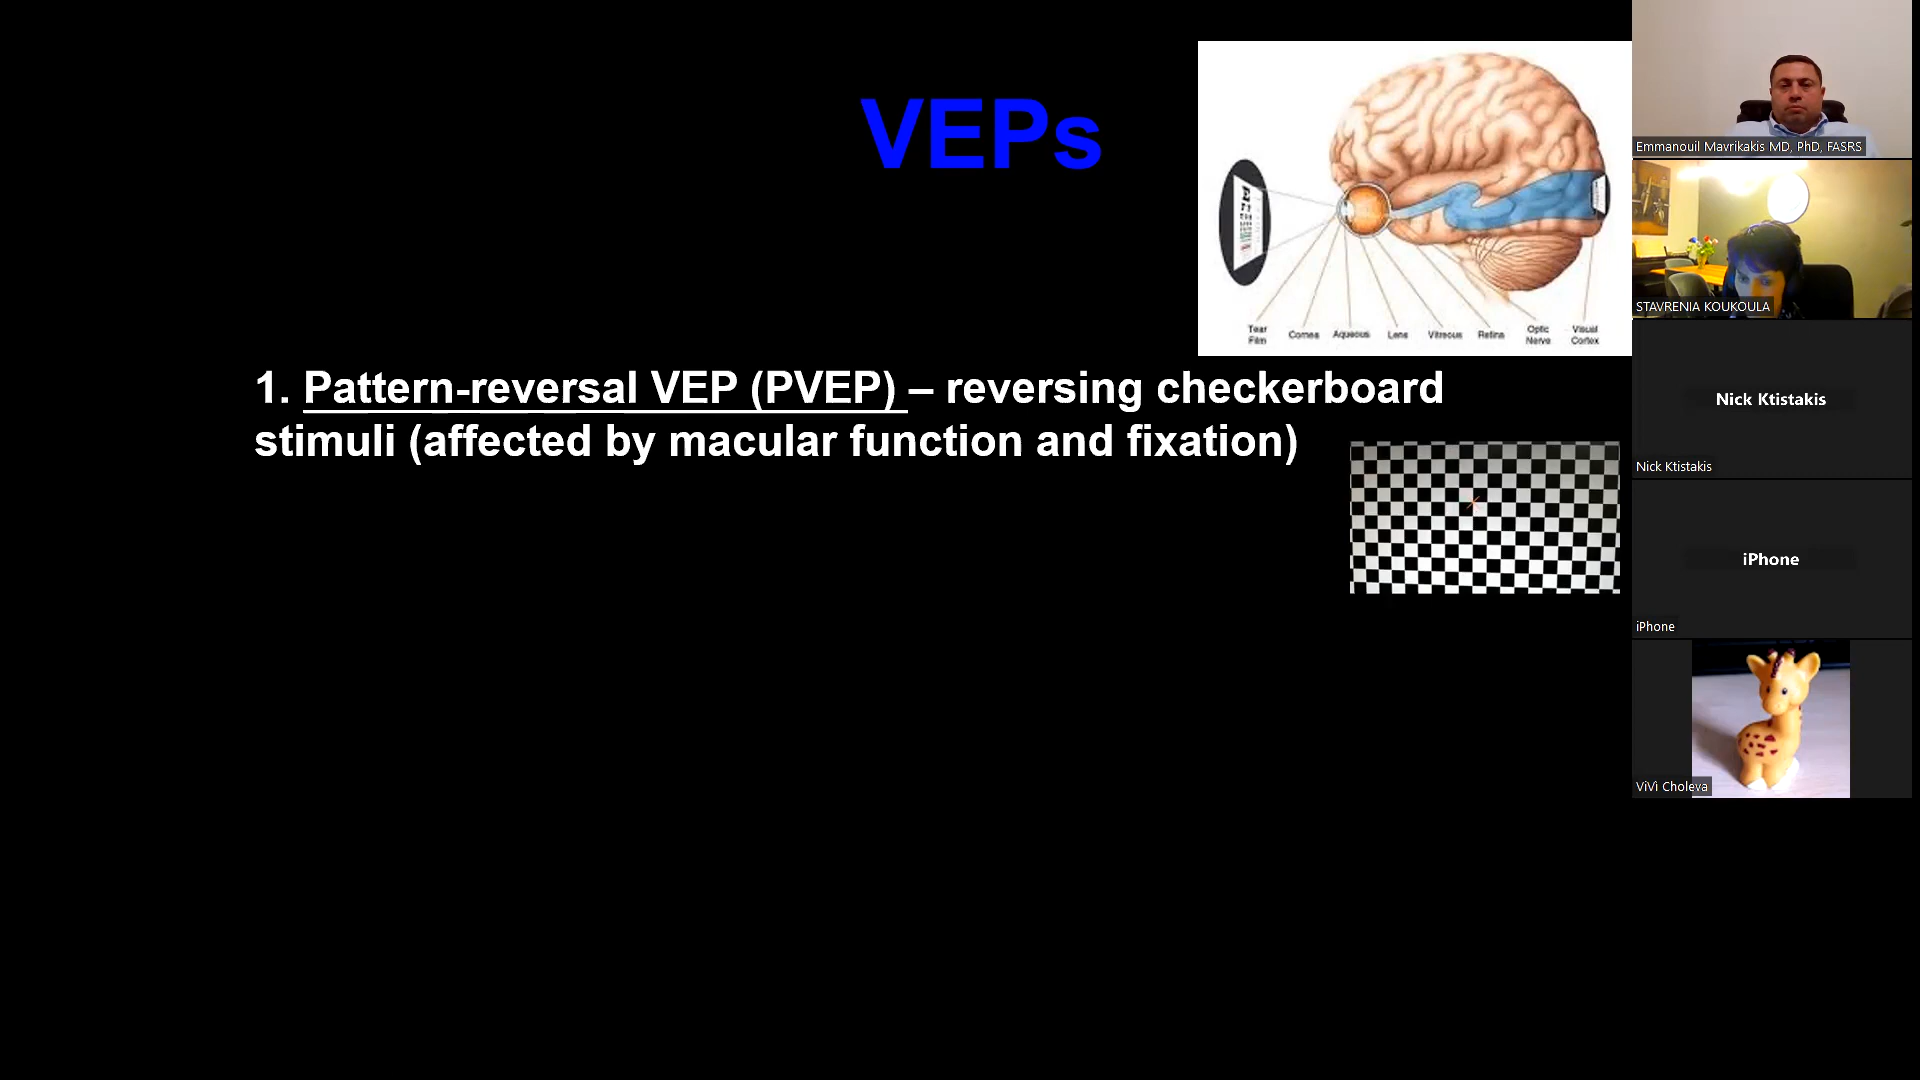 VEPs
Tear Film
Cornea
Aqueous
Lens
Vitreous
Retina
Optic Nerve
Visual Cortex
1. Pattern-reversal VEP (PVEP) – reversing checkerboard
stimuli (affected by macular function and fixation)
Emmanouil Mavrikakis MD, PhD, FASRS
STAVRENIA KOUKOULA
Nick Ktistakis
Nick Ktistakis
iPhone
iPhone
ViVi Choleva